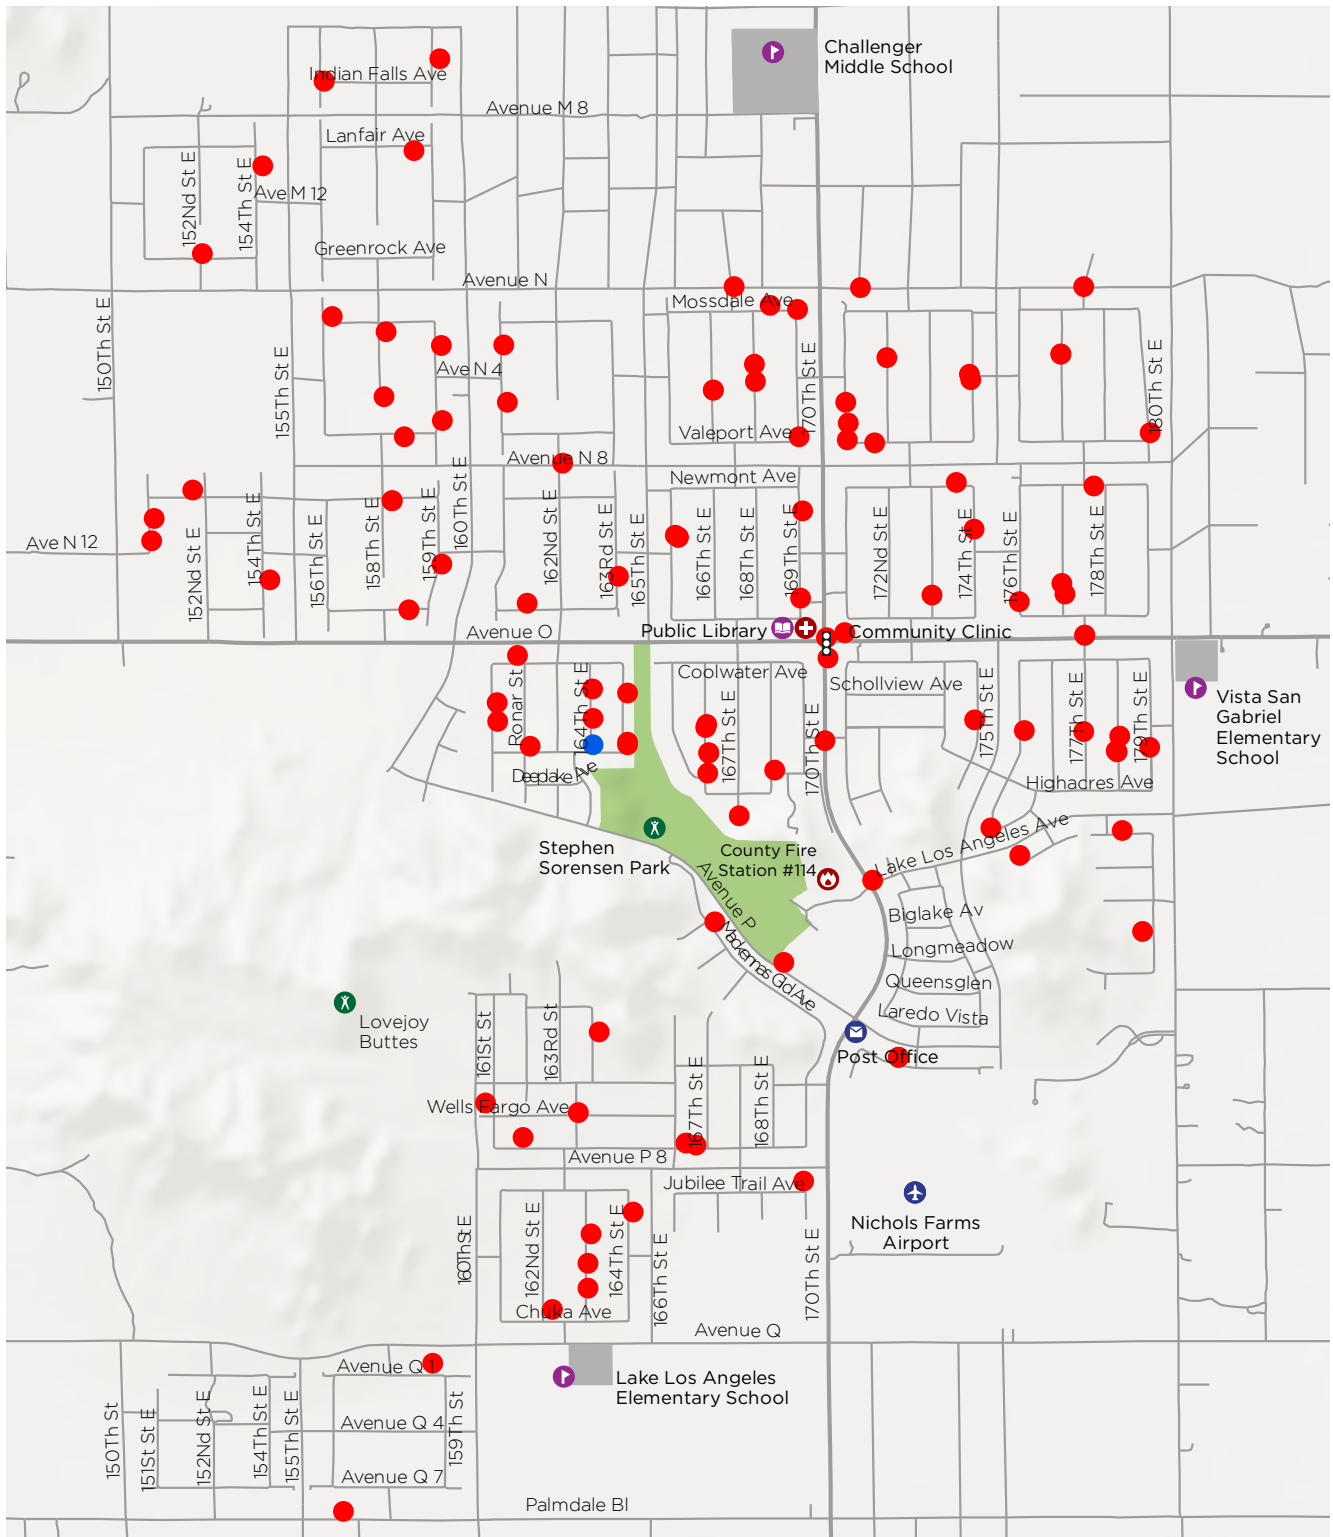 Challenger
Middle School
Indian Falls Ave
Avenue M 8
Lanfair Ave
152Nd St E
154Th St E
Ave M 12
Greenrock Ave
Avenue N
150Th St E
Mossdale Ave
155Th St E
Ave N 4
170Th St E
180Th St E
Valeport Ave
Avenue N 8
160Th St E
Newmont Ave
Ave N 12
152Nd St E
154Th St E
156Th St E
158Th St E
159Th St E
162Nd St E
163Rd St E
165Th St E
166Th St E
168Th St E
169Th St E
172Nd St E
174Th St E
176Th St E
178Th St E
Avenue O
Public Library
Community Clinic
Coolwater Ave
Schollview Ave
Ronar St
164Th St E
167Th St E
170Th St E
175Th St E
177Th St E
179Th St E
Vista San
Gabriel
Elementary
School
Deeplake Ave
Highacres Ave
Stephen
Sorensen Park
County Fire
Station #114
Lake Los Angeles Ave
Avenue P
Mackennas Gld Ave
Biglake Av
Longmeadow
Queensglen
Laredo Vista
Lovejoy
Buttes
Post Office
161St St
163Rd St
Wells Fargo Ave
167Th St E
168Th St E
Avenue P 8
Jubilee Trail Ave
Nichols Farms
Airport
160Th St E
162Nd St E
164Th St E
166Th St E
170Th St E
Chuka Ave
Avenue Q
Avenue Q 1
Lake Los Angeles
Elementary School
150Th St
151St St E
152Nd St E
154Th St E
155Th St E
159Th St
Avenue Q 4
Avenue Q 7
Palmdale Bl